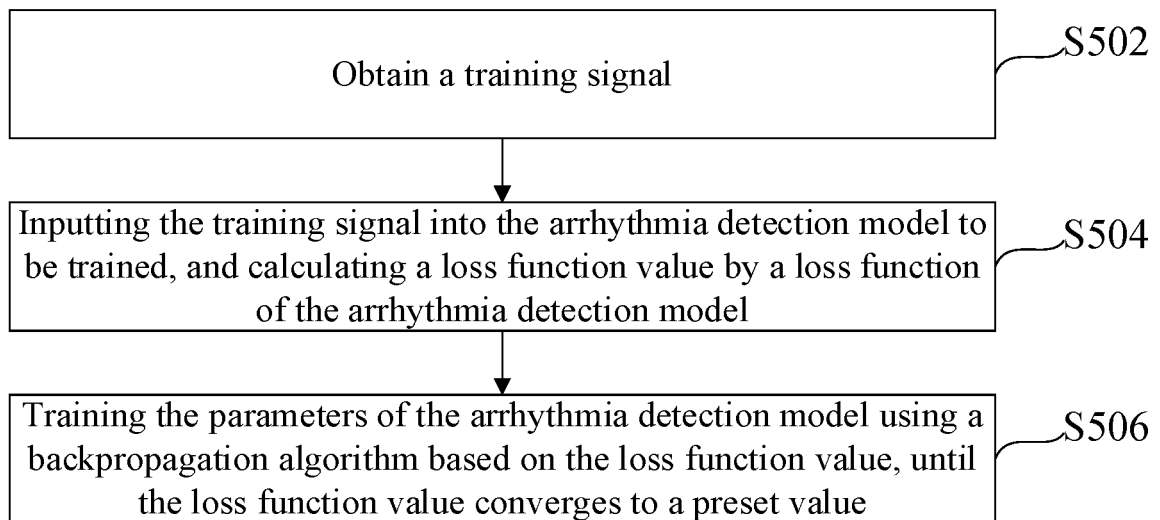 Obtain a training signal
S502
Inputting the training signal into the arrhythmia detection model to
be trained, and calculating a loss function value by a loss function
of the arrhythmia detection model
S504
Training the parameters of the arrhythmia detection model using a
backpropagation algorithm based on the loss function value, until
the loss function value converges to a preset value
S506